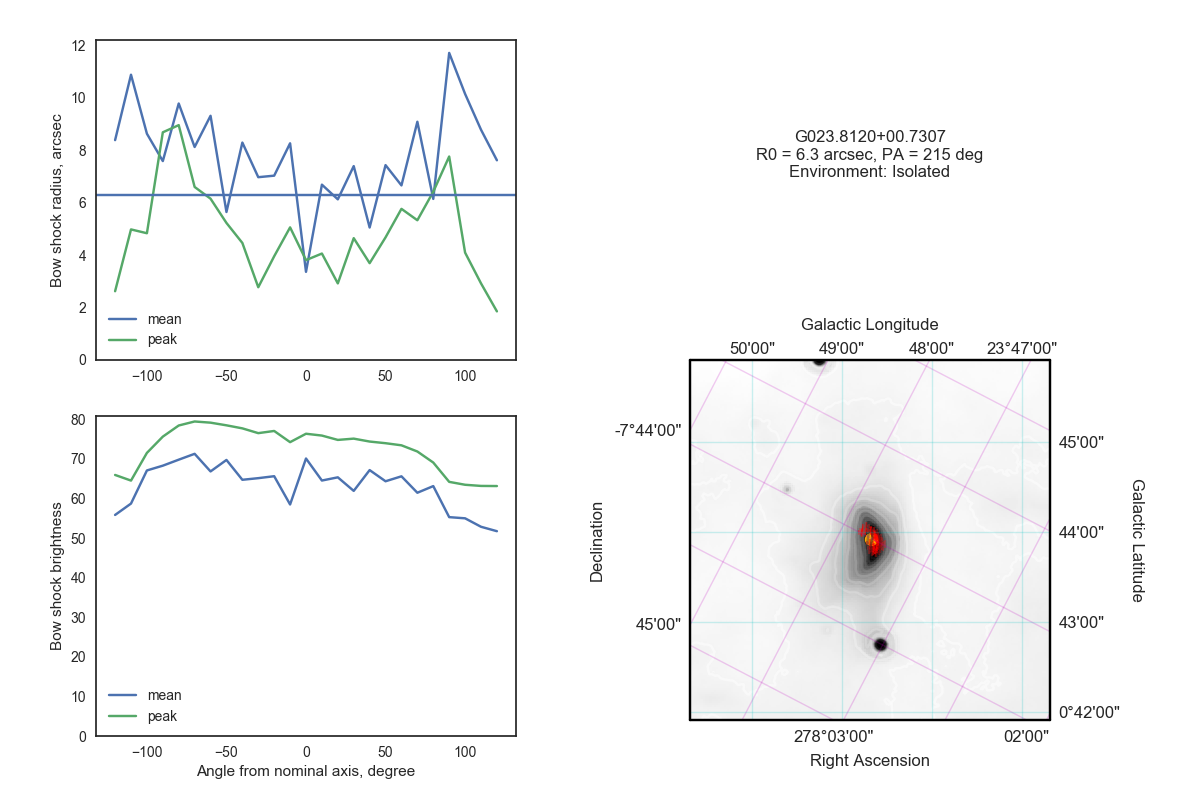 12
10
8
6
4
2
0
Bow shock radius, arcsec
mean
peak
−100
−50
0
50
100
80
70
60
50
40
30
20
10
0
Bow shock brightness
mean
peak
−100
−50
0
50
100
Angle from nominal axis, degree
G023.8120+00.7307
R0 = 6.3 arcsec, PA = 215 deg
Environment: Isolated
Galactic Longitude
50'00"
49'00"
48'00"
23°47'00"
-7°44'00"
45'00"
Declination
45'00"
44'00"
43'00"
0°42'00"
Galactic Latitude
278°03'00"
02'00"
Right Ascension